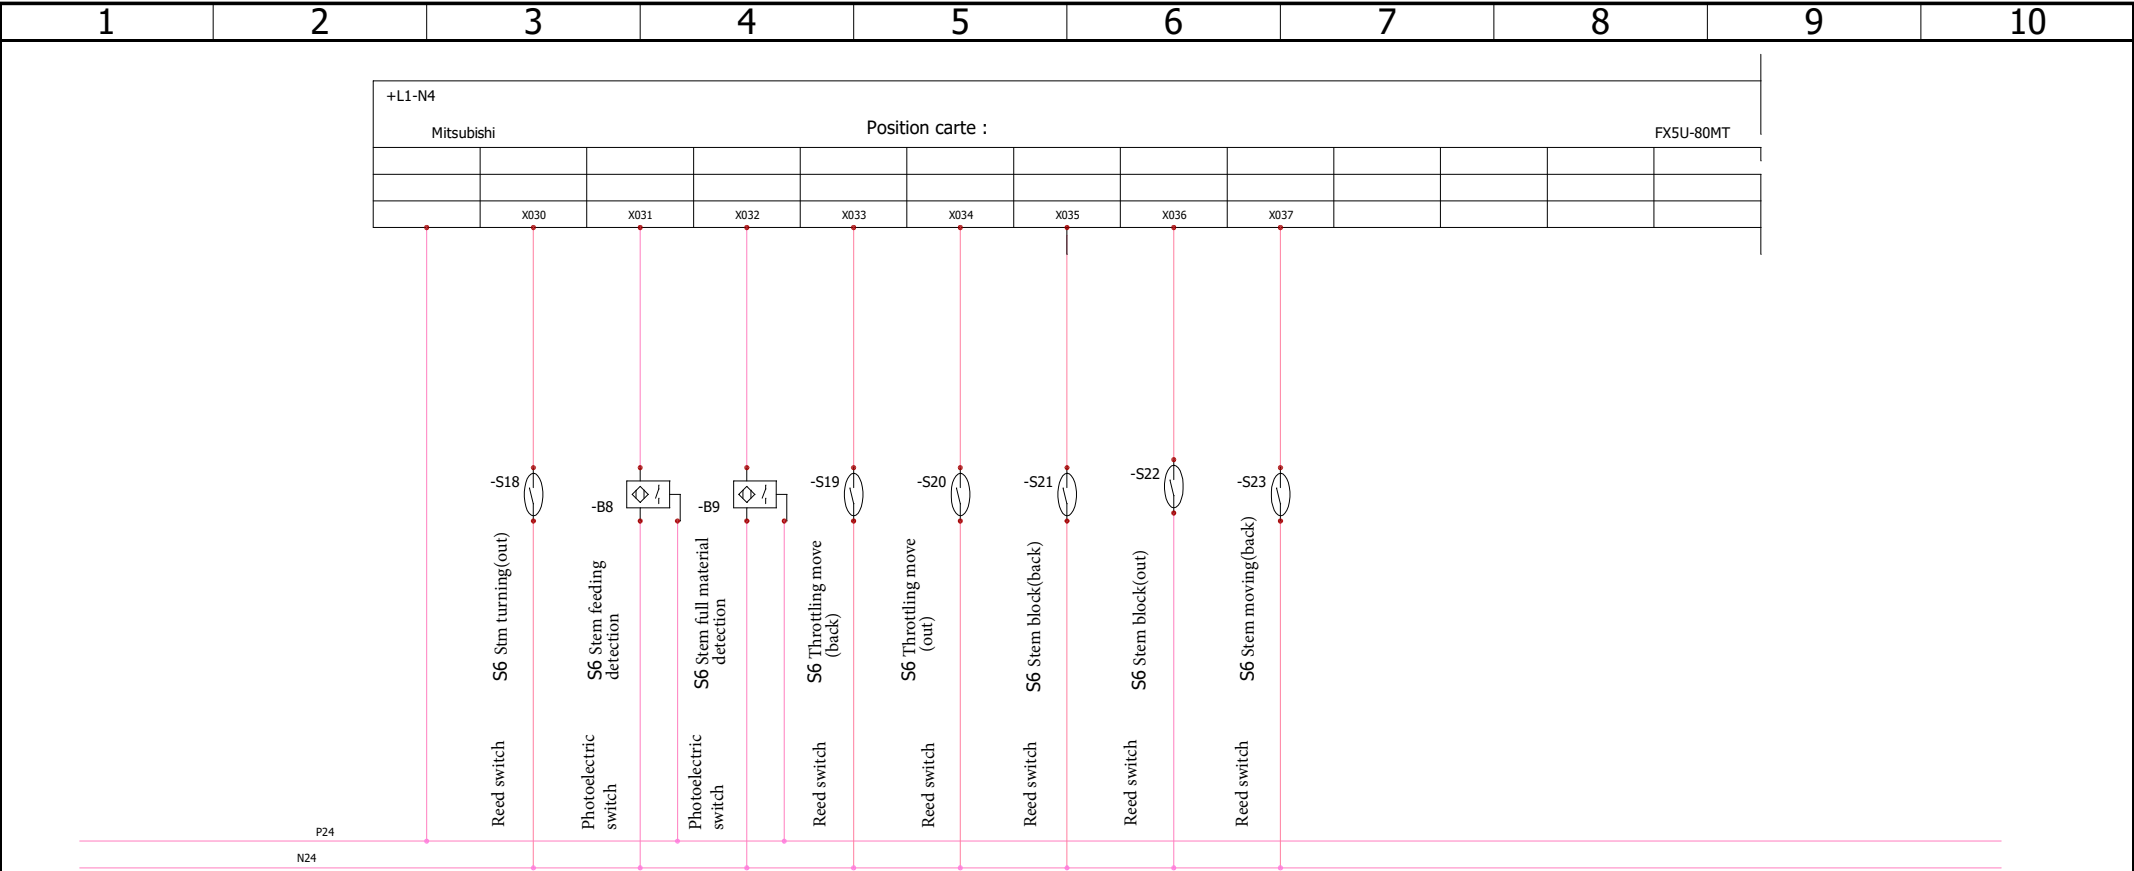 1 2 3 4 5 6 7 8 9 10
+L1-N4
Mitsubishi Position carte : FX5U-80MT
X030 X031 X032 X033 X034 X035 X036 X037
-S18
-B8
-B9
-S19
-S20
-S21
-S22
-S23
S6 Stm turning(out)
S6 Stem feeding
detection
S6 Stem full material
detection
S6 Throttling move
(back)
S6 Throttling move
(out)
S6 Stem block(back)
S6 Stem block(out)
S6 Stem moving(back)
Reed switch
Photoelectric
switch
Photoelectric
switch
Reed switch
Reed switch
Reed switch
Reed switch
Reed switch
P24
N24